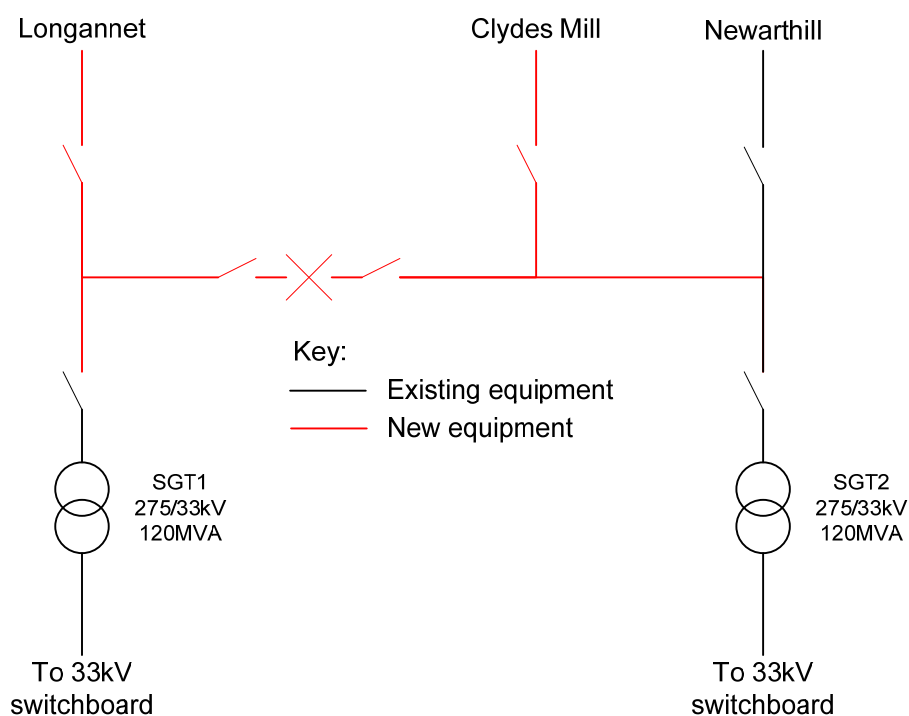 Longannet
Clydes Mill
Newarthill
Key:
Existing equipment
New equipment
SGT1
275/33kV
120MVA
SGT2
275/33kV
120MVA
To 33kV
switchboard
To 33kV
switchboard